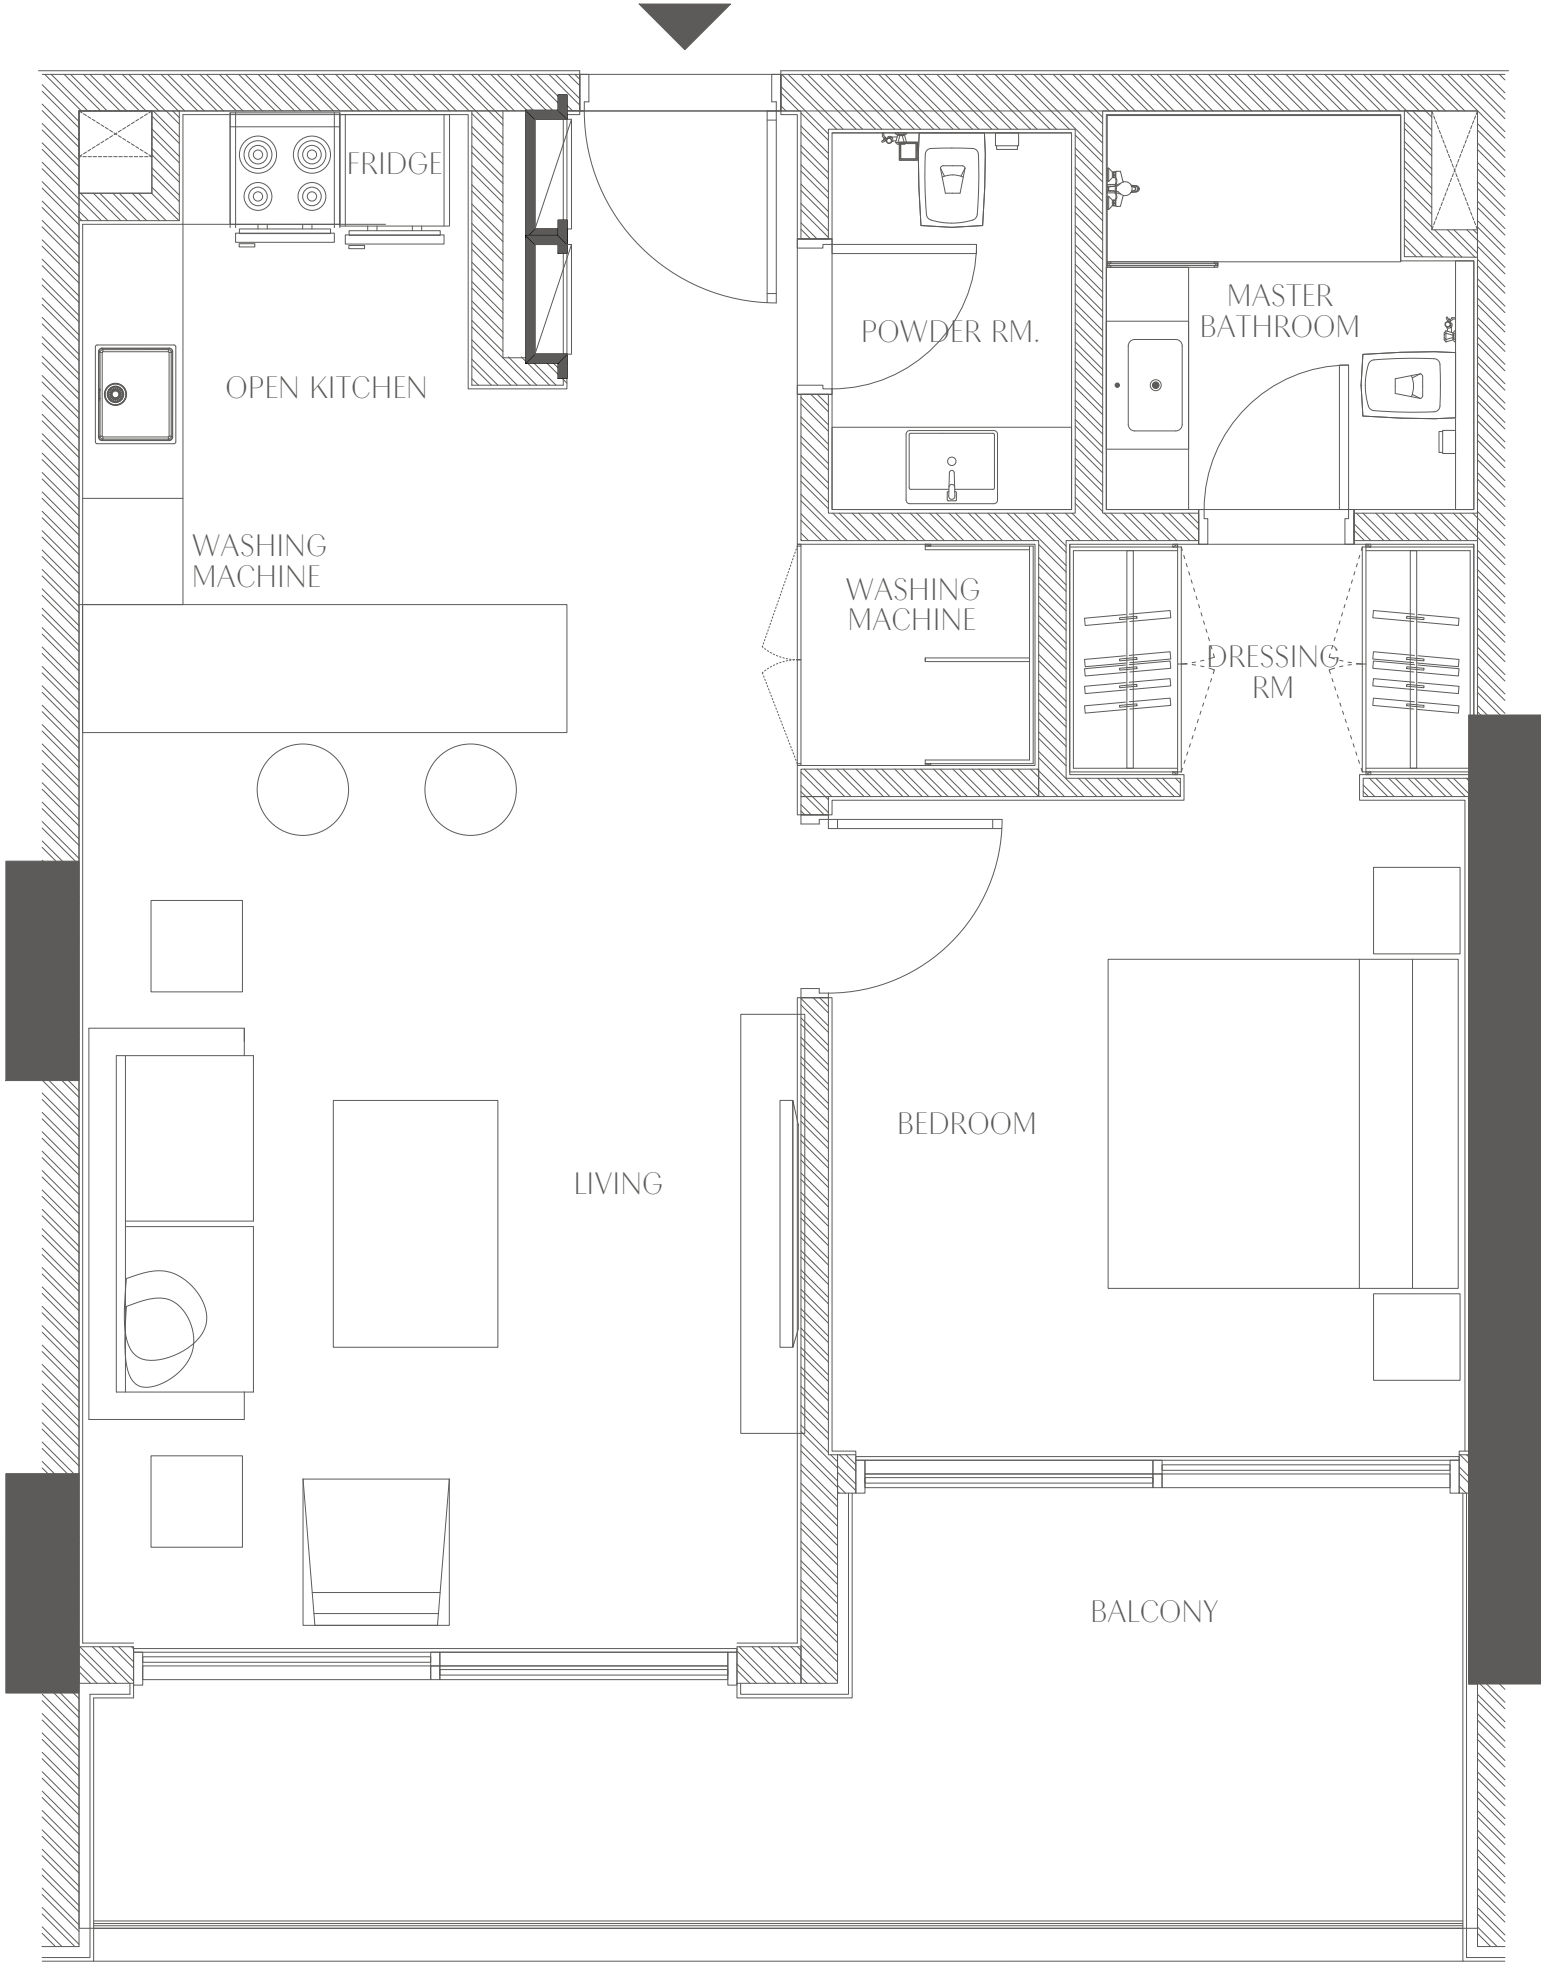 FRIDGE
MASTER
BATHROOM
POWDER RM.
OPEN KITCHEN
WASHING
MACHINE
WASHING
MACHINE
DRESSING
RM
BEDROOM
LIVING
BALCONY